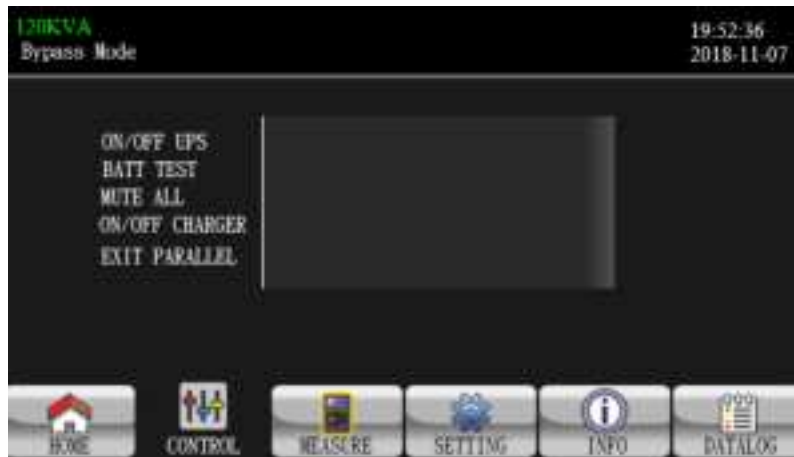 120KVA
Bypass Mode
19:52:36
2018-11-07
ON/OFF UPS
BATT TEST
MUTE ALL
ON/OFF CHARGER
EXIT PARALLEL
HOME
CONTROL
MEASURE
SETTING
INFO
DATALOG